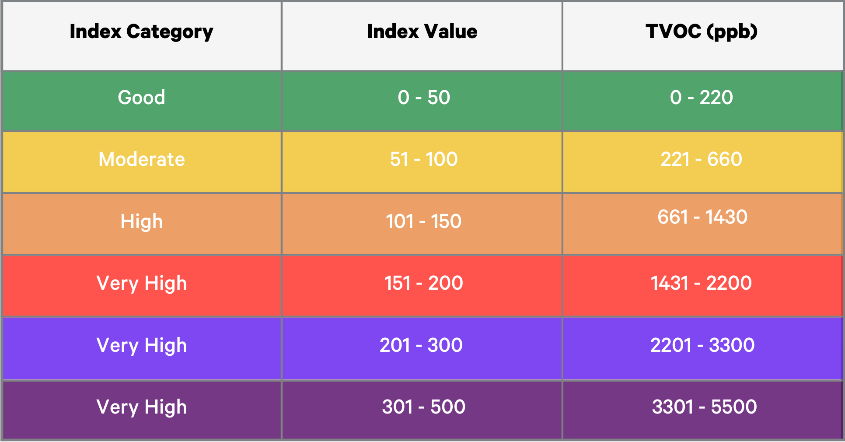 Index Category Index Value TVOC (ppb)
Good 0 - 50 0 - 220
Moderate 51 - 100 221 - 660
High 101 - 150 661 - 1430
Very High 151 - 200 1431 - 2200
Very High 201 - 300 2201 - 3300
Very High 301 - 500 3301 - 5500